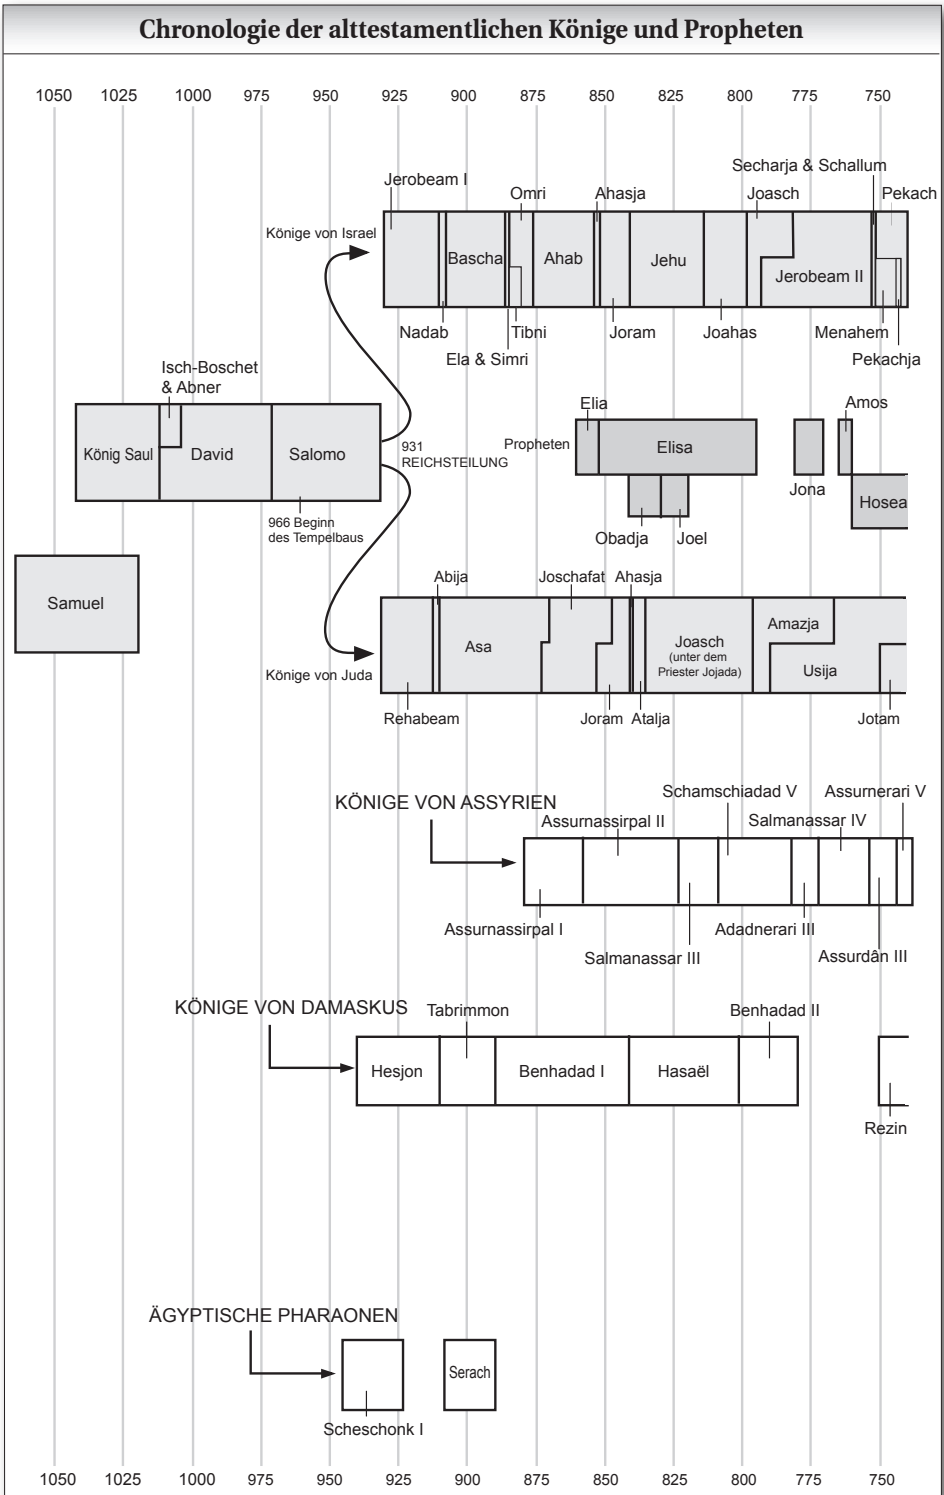 Chronologie der alttestamentlichen Könige und Propheten
1050 1025 1000 975 950 925 900 875 850 825 800 775 750
Secharja & Schallum
Jerobeam I
Omri
Ahasja
Joasch
Pekach
Könige von Israel
Bascha
Ahab
Jehu
Jerobeam II
Nadab
Tibni
Joram
Joahas
Menahem
Ela & Simri
Pekachja
Isch-Boschet
& Abner
König Saul
David
Salomo
931
REICHSTEILUNG
966 Beginn
des Tempelbaus
Propheten
Elia
Elisa
Amos
Jona
Hosea
Obadja
Joel
Samuel
Abija
Joschafat
Ahasja
Asa
Joasch
(unter dem
Priester Jojada)
Amazja
Usija
Könige von Juda
Rehabeam
Joram
Atalja
Jotam
KÖNIGE VON ASSYRIEN
Schamschiadad V
Assurnerari V
Assurnassirpal II
Salmanassar IV
Assurnassirpal I
Adadnerari III
Salmanassar III
Assurdân III
KÖNIGE VON DAMASKUS
Tabrimmon
Benhadad II
Hesjon
Benhadad I
Hasaël
Rezin
ÄGYPTISCHE PHARAONEN
Serach
Scheschonk I
1050 1025 1000 975 950 925 900 875 850 825 800 775 750